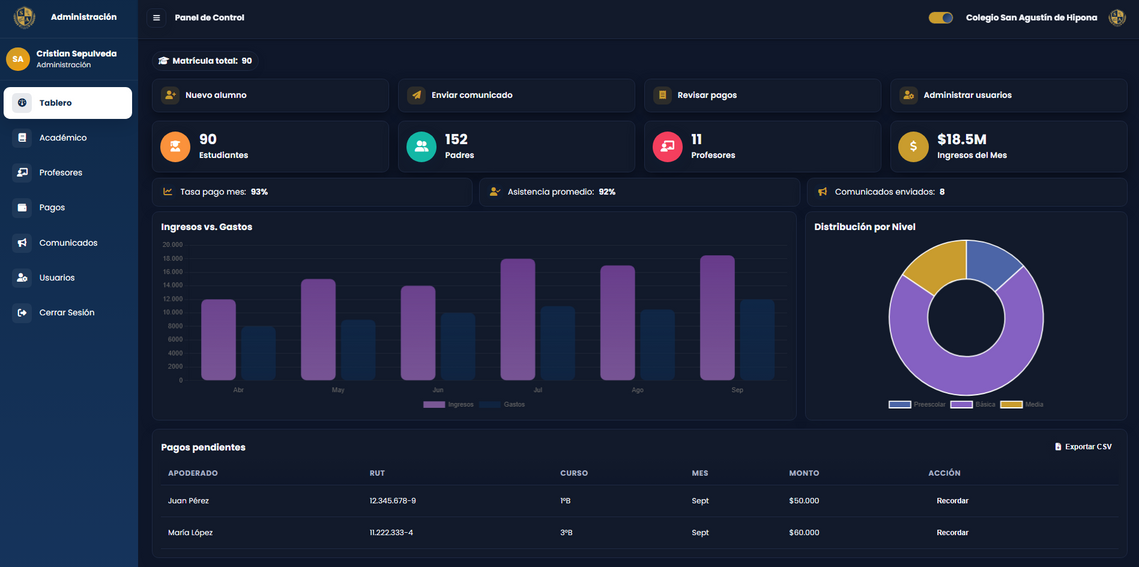 Administración
Panel de Control
Colegio San Agustín de Hipona
SA
Cristian Sepulveda
Administración
Tablero
Académico
Profesores
Pagos
Comunicados
Usuarios
Cerrar Sesión
Matrícula total: 90
Nuevo alumno
Enviar comunicado
Revisar pagos
Administrar usuarios
90
Estudiantes
152
Padres
11
Profesores
$18.5M
Ingresos del Mes
Tasa pago mes: 93%
Asistencia promedio: 92%
Comunicados enviados: 8
Ingresos vs. Gastos
20 000
18.000
16 000
14.000
12.000
10 000
8000
6000
4000
2000
0
Abr May Jun Jul Ago Sep
Ingresos Gastos
Distribución por Nivel
Preescolar Básica Media
Pagos pendientes
Exportar CSV
APODERADO RUT CURSO MES MONTO ACCIÓN
Juan Pérez 12.345.678-9 1°B Sept $50.000 Recordar
María López 11.222.333-4 3°B Sept $60.000 Recordar